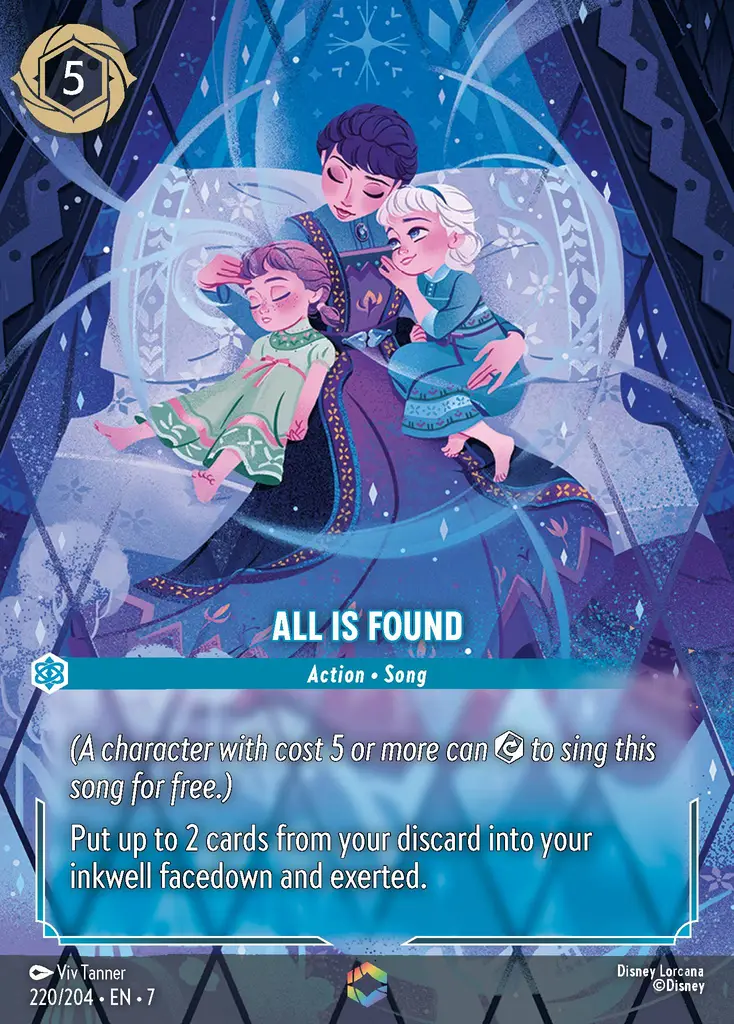 5
ALL IS FOUND
Action • Song
(A character with cost 5 or more can to sing this
song for free.)
Put up to 2 cards from your discard into your
inkwell facedown and exerted.
Viv Tanner
Disney Lorcana
220/204 • EN • 7
©Disney